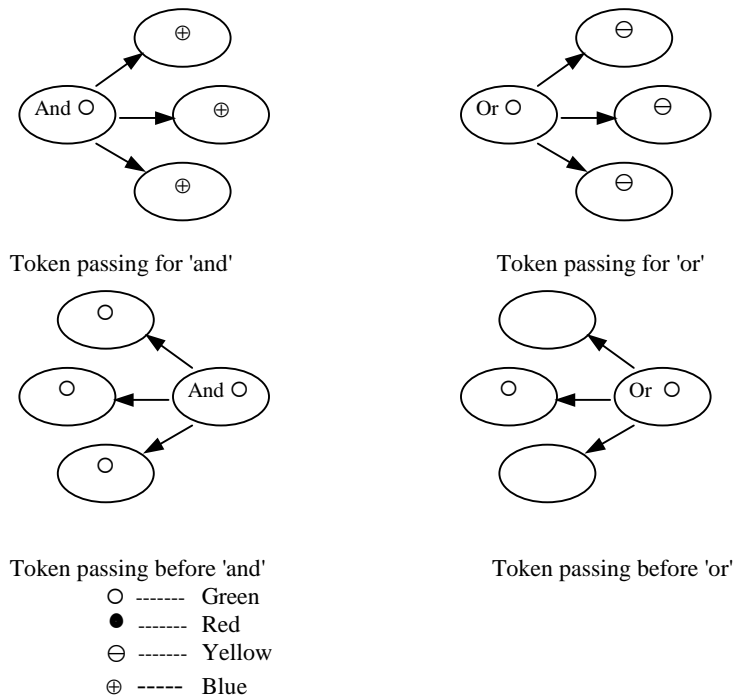 And
Or
Token passing for 'and'
Token passing for 'or'
And
Or
Token passing before 'and'
Token passing before 'or'
------- Green
------- Red
------- Yellow
----- Blue